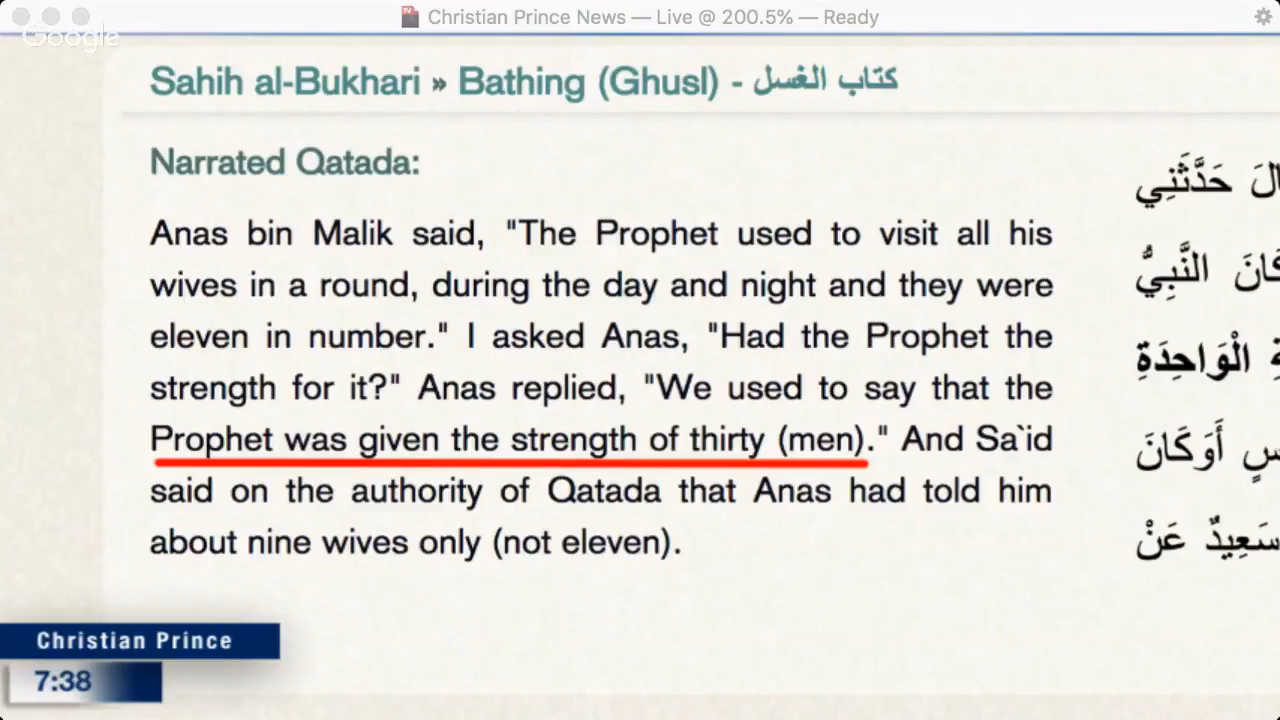 Christian Prince News — Live @ 200.5% — Ready
Google
Sahih al-Bukhari » Bathing (Ghusl) - كتاب الغسل
Narrated Qatada:
Anas bin Malik said, "The Prophet used to visit all his
wives in a round, during the day and night and they were
eleven in number." I asked Anas, "Had the Prophet the
strength for it?" Anas replied, "We used to say that the
Prophet was given the strength of thirty (men)." And Sa`id
said on the authority of Qatada that Anas had told him
about nine wives only (not eleven).
حَدَّثَنِي
كَانَ النَّبِيُّ
الْوَاحِدَةِ
أَوَكَانَ
سَعِيدٌ عَنْ
Christian Prince
7:38